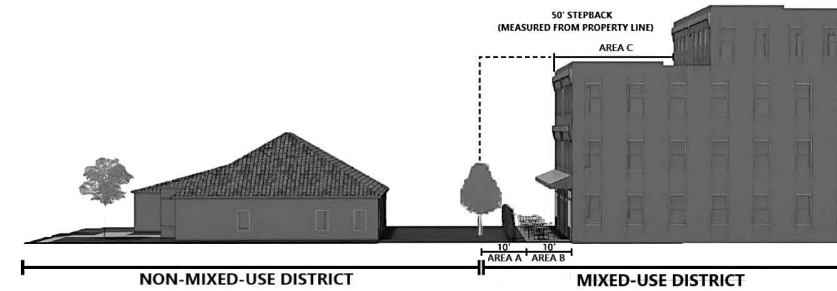 50' STEPBACK
(MEASURED FROM PROPERTY LINE)
AREA C
10' 10'
AREA A AREA B
NON-MIXED-USE DISTRICT MIXED-USE DISTRICT